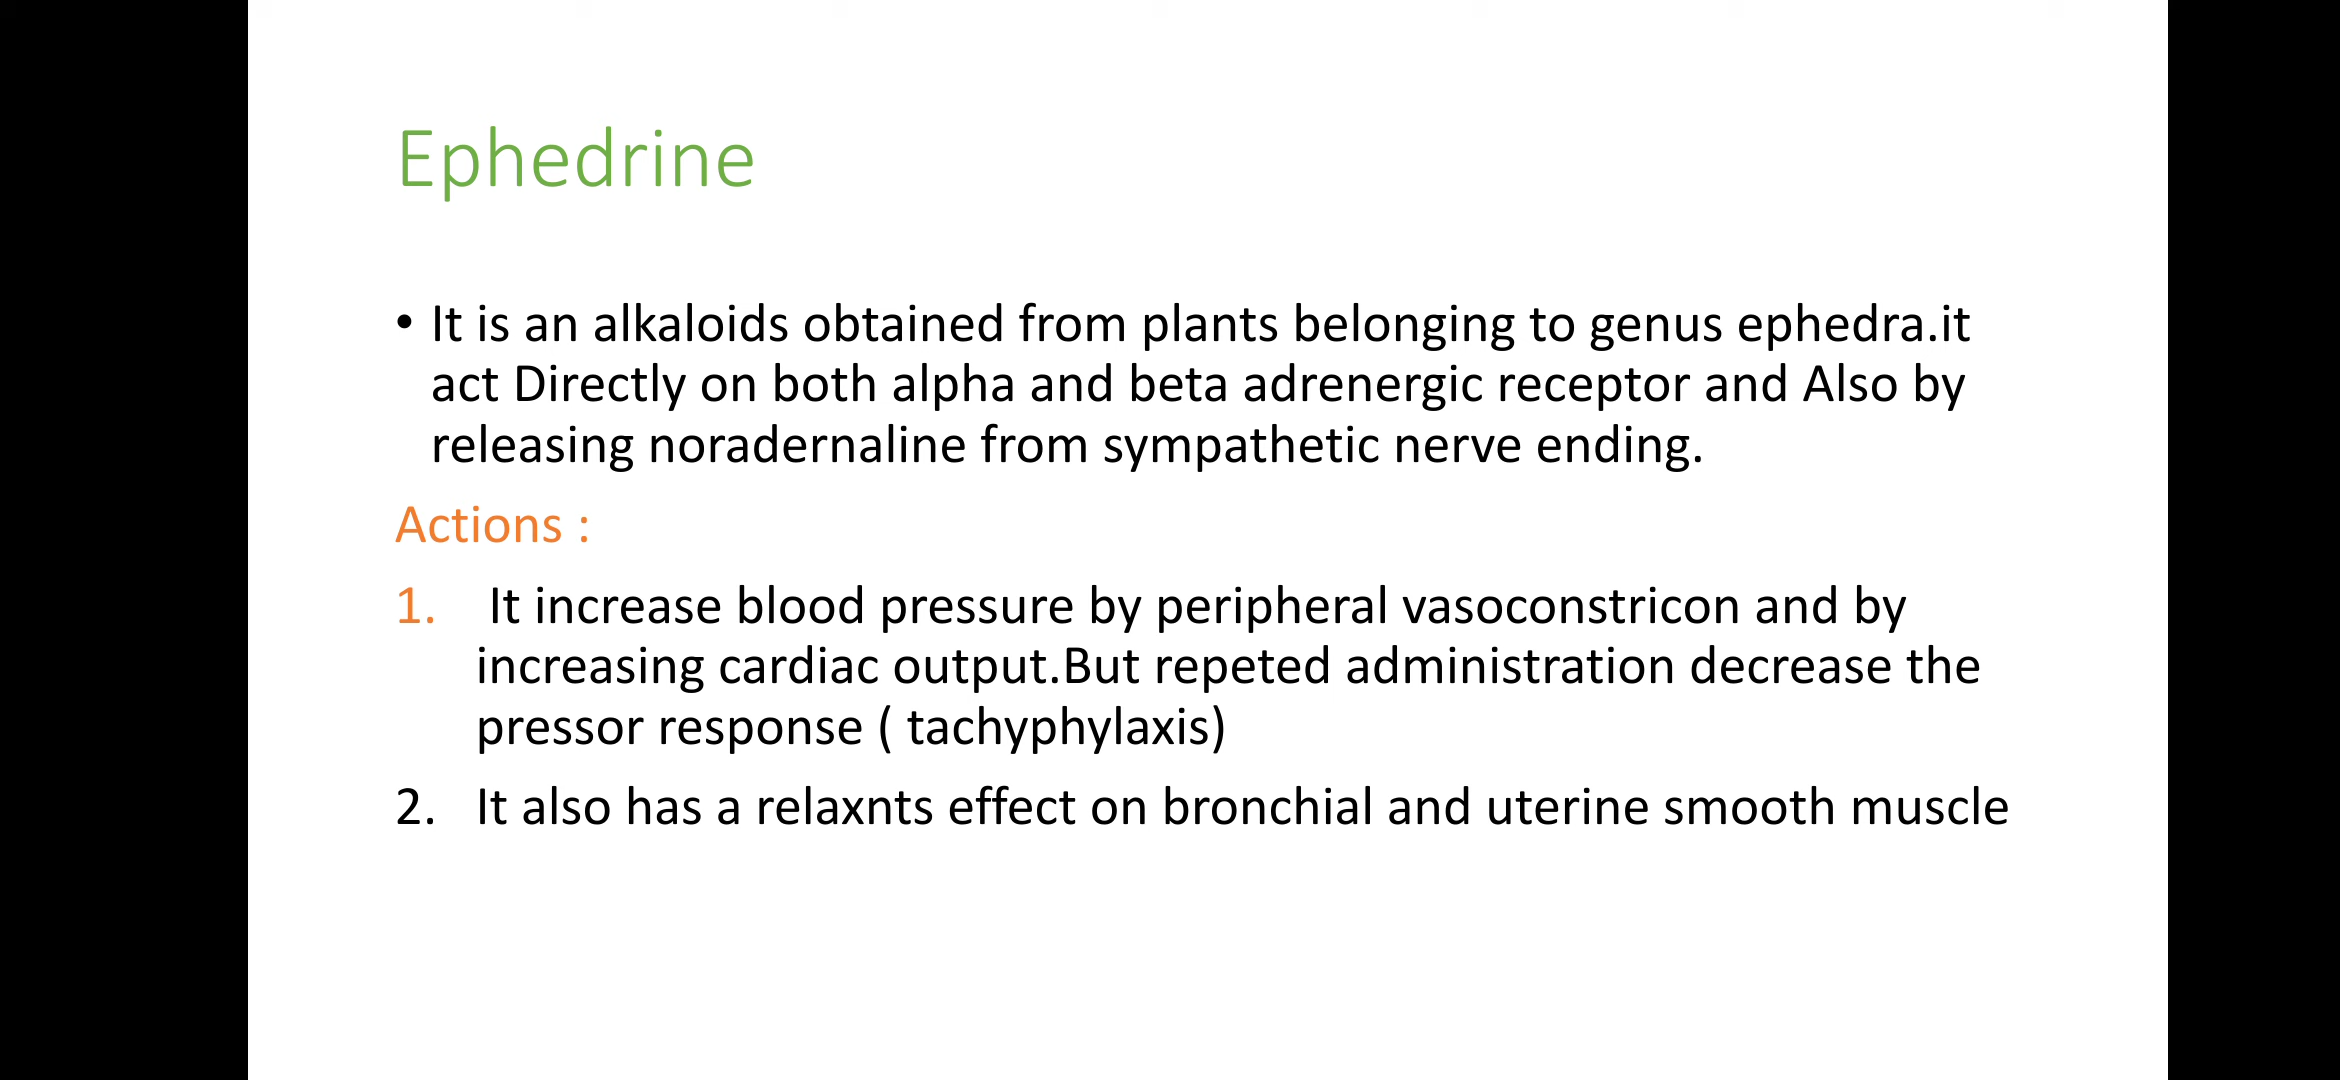 Ephedrine
• It is an alkaloids obtained from plants belonging to genus ephedra.it
act Directly on both alpha and beta adrenergic receptor and Also by
releasing noradernaline from sympathetic nerve ending.
Actions :
1. It increase blood pressure by peripheral vasoconstricon and by
increasing cardiac output.But repeted administration decrease the
pressor response ( tachyphylaxis)
2. It also has a relaxnts effect on bronchial and uterine smooth muscle